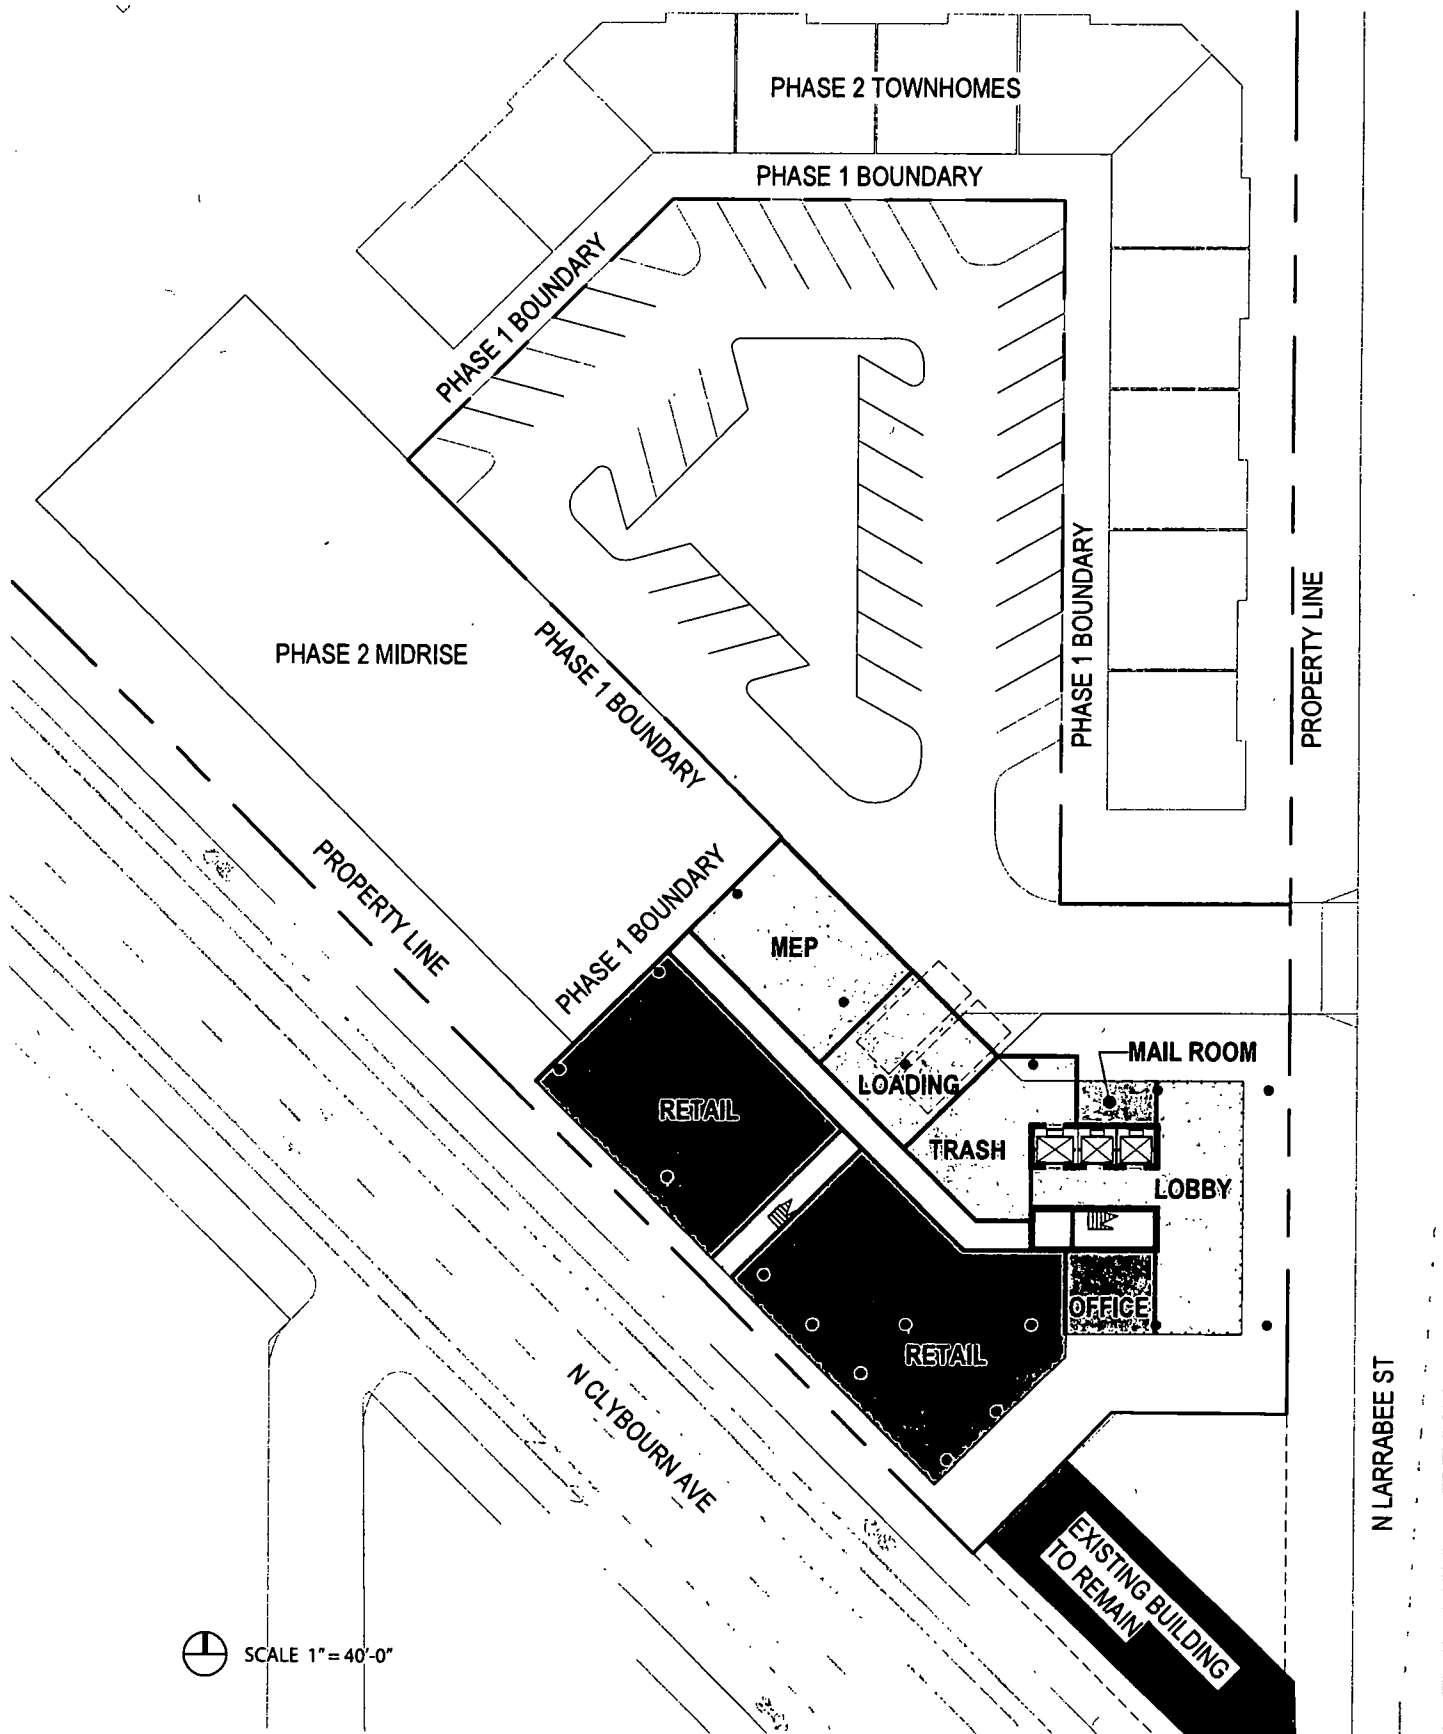 PHASE 2 TOWNHOMES
PHASE 1 BOUNDARY
PHASE 1 BOUNDARY
PHASE 1 BOUNDARY
PROPERTY LINE
PHASE 2 MIDRISE
PHASE 1 BOUNDARY
PROPERTY LINE
PHASE 1 BOUNDARY
MEP
MAIL ROOM
LOADING
RETAIL
TRASH
LOBBY
OFFICE
RETAIL
N CLYBOURN AVE
N LARRABEE ST
EXISTING BUILDING
TO REMAIN
SCALE 1" = 40'-0"